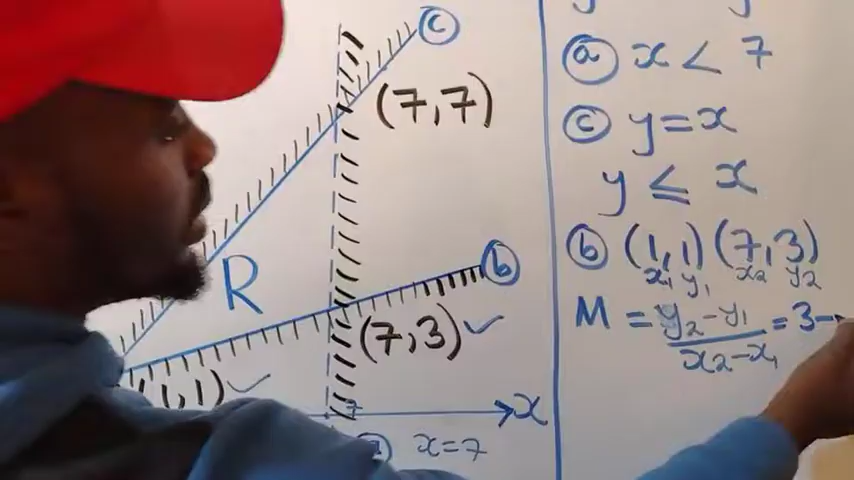 c
(7,7)
R
b
(7,3)
1,1)
7
x
a x=7
y y
a x < 7
c y=x
y ≤ x
b (1,1) (7,3)
x₁ y₁ x₂ y₂
M = y₂-y₁ = 3-
x₂-x₁